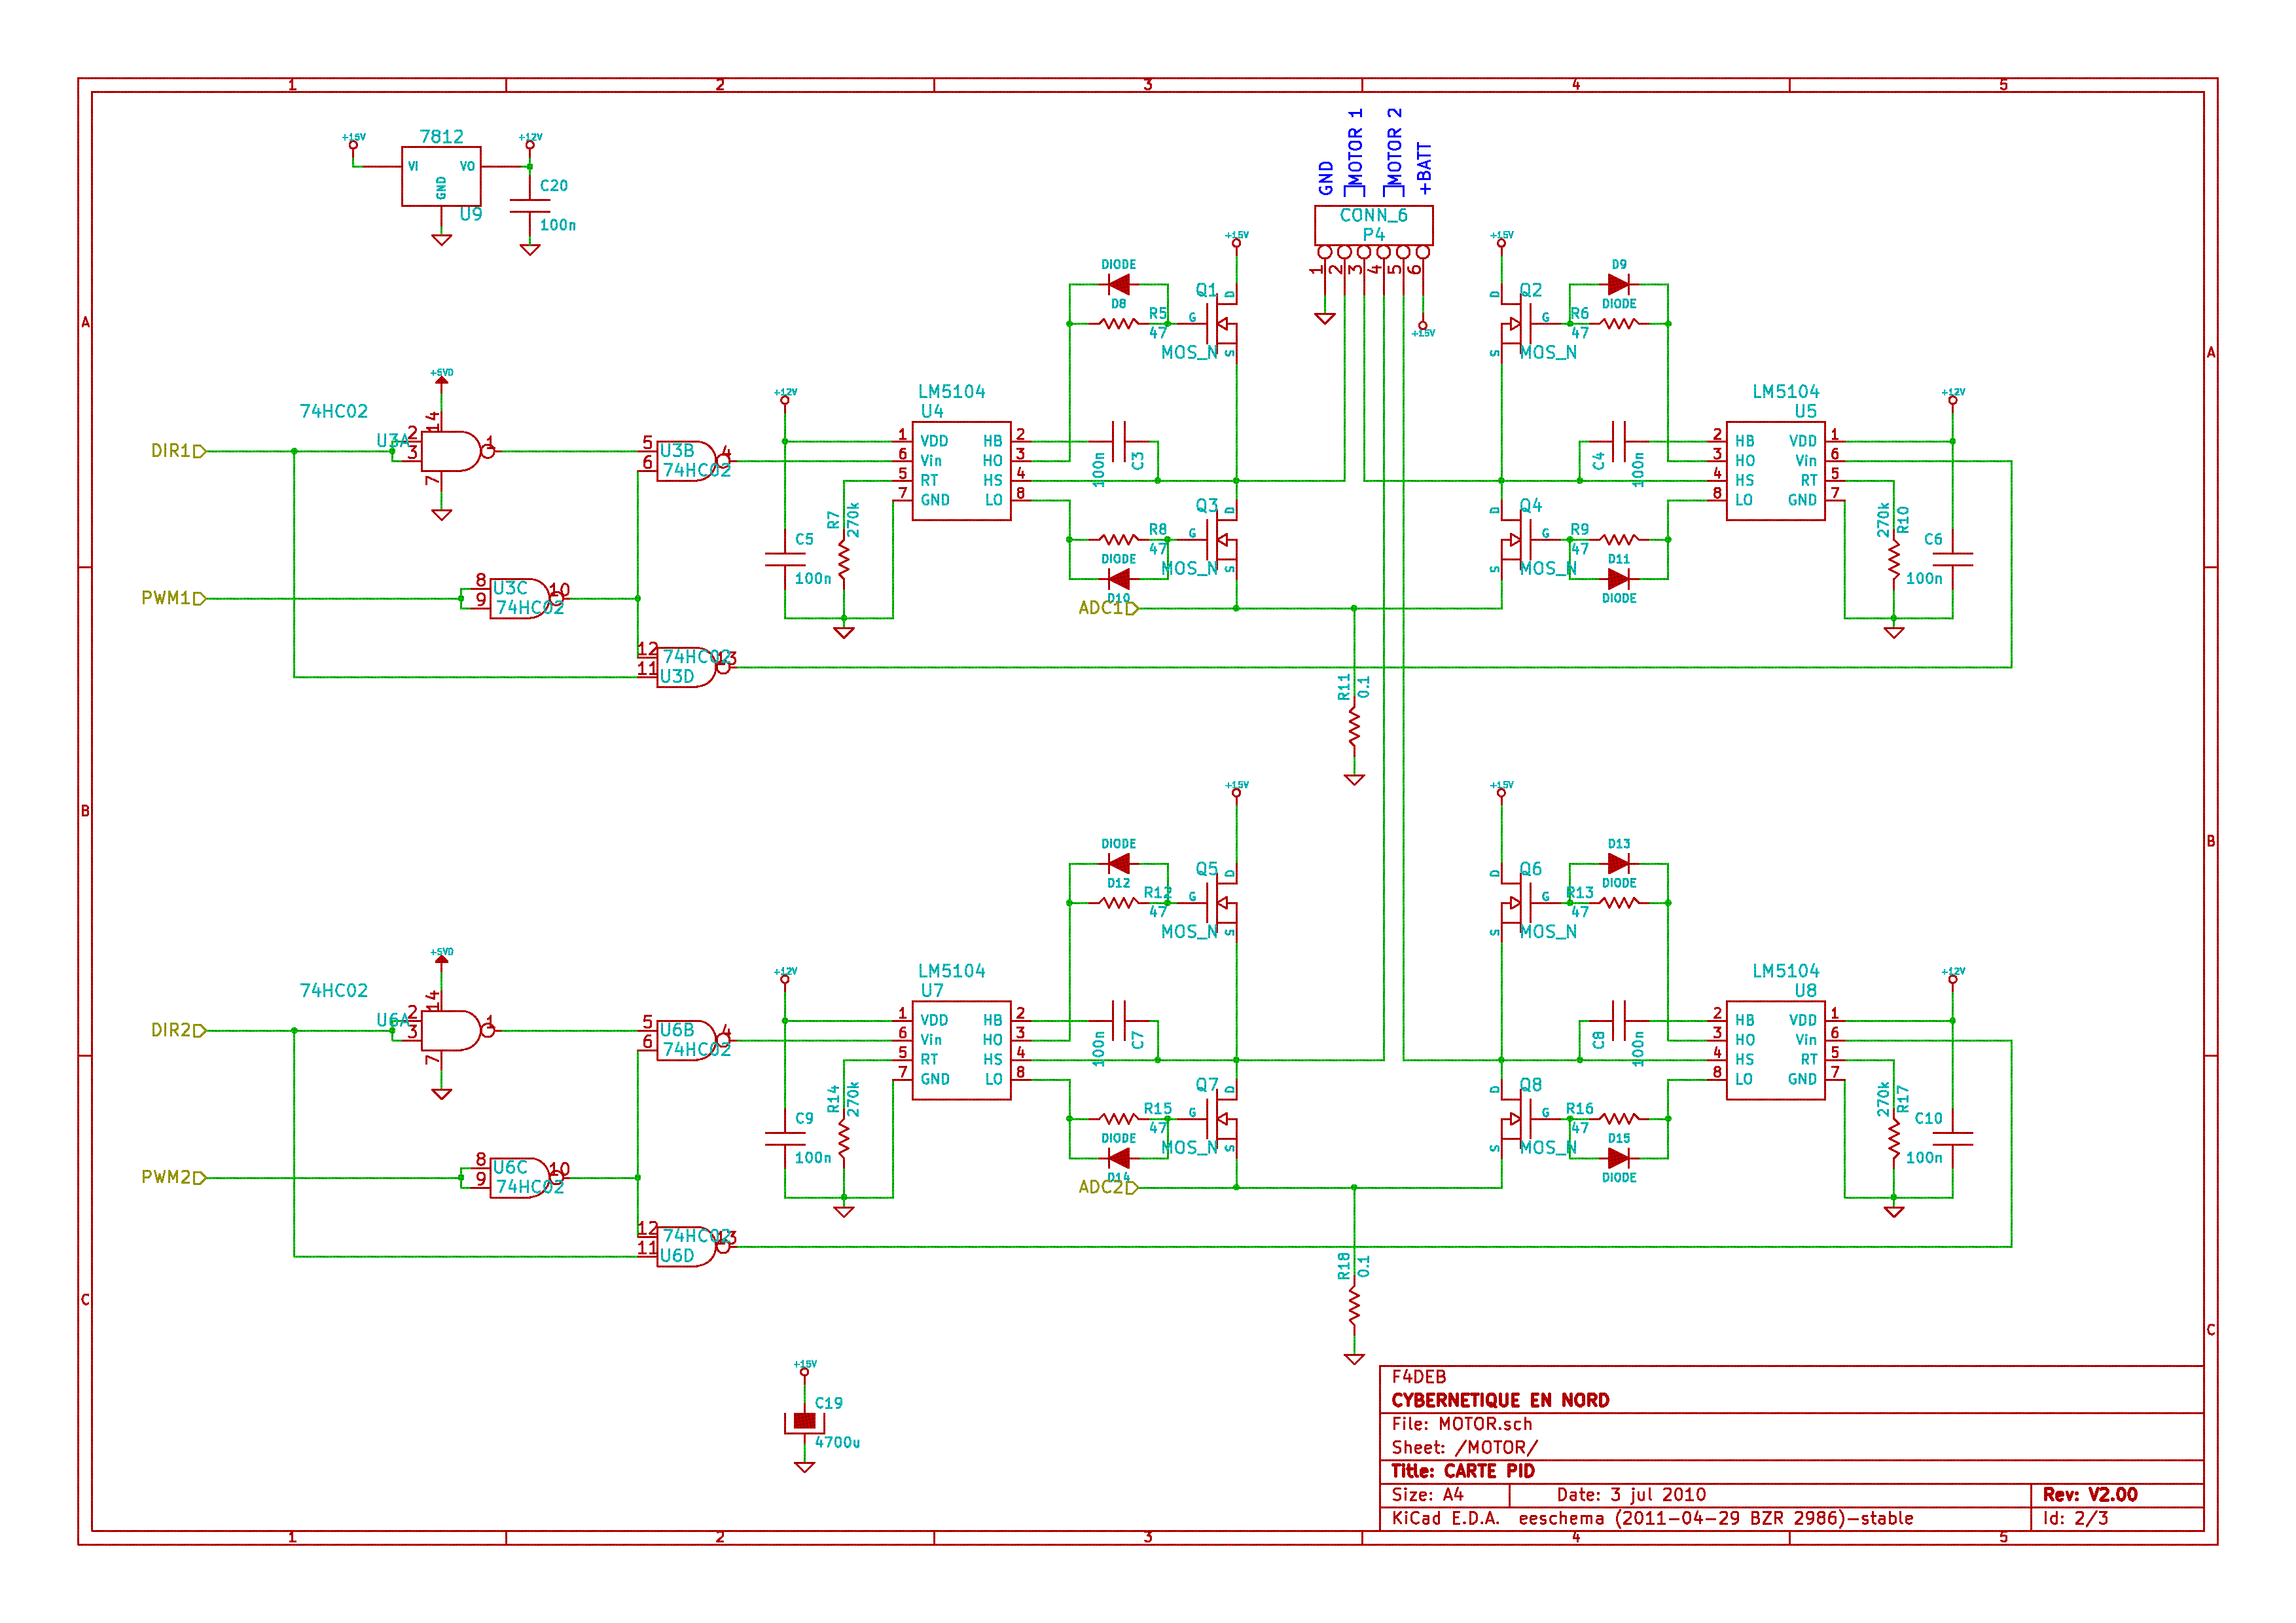 1 2 3 4 5
A
B
C
A
B
C
1 2 3 4 5
+15V
7812
+12V
VI VO
GND
U9
C20
100n
GND
MOTOR 1
MOTOR 2
+BATT
CONN_6
P4
1 2 3 4 5 6
+15V
+15V
+15V
DIODE
D8
Q1
D
G
S
R5
47
MOS_N
Q2
D
G
S
D9
DIODE
R6
47
MOS_N
+5VD
74HC02
U3A
14
2
3
1
7
DIR1
5
6
4
U3B
74HC02
PWM1
8
9
10
U3C
74HC02
12
11
13
74HC02
U3D
+12V
C5
100n
R7
270k
LM5104
U4
1 VDD HB 2
6 Vin HO 3
5 RT HS 4
7 GND LO 8
100n
C3
Q3
D
G
S
R8
47
DIODE
D10
MOS_N
ADC1
R11
0.1
C4
100n
Q4
D
G
S
R9
47
D11
DIODE
MOS_N
LM5104
U5
2 HB VDD 1
3 HO Vin 6
4 HS RT 5
8 LO GND 7
+12V
270k
R10
C6
100n
+15V
+15V
DIODE
D12
Q5
D
G
S
R12
47
MOS_N
Q6
D
G
S
D13
DIODE
R13
47
MOS_N
+5VD
74HC02
U6A
14
2
3
1
7
DIR2
5
6
4
U6B
74HC02
PWM2
8
9
10
U6C
74HC02
12
11
13
74HC02
U6D
+12V
C9
100n
R14
270k
LM5104
U7
1 VDD HB 2
6 Vin HO 3
5 RT HS 4
7 GND LO 8
100n
C7
Q7
D
G
S
R15
47
DIODE
D14
MOS_N
ADC2
R18
0.1
C8
100n
Q8
D
G
S
R16
47
D15
DIODE
MOS_N
LM5104
U8
2 HB VDD 1
3 HO Vin 6
4 HS RT 5
8 LO GND 7
+12V
270k
R17
C10
100n
+15V
C19
4700u
F4DEB
CYBERNETIQUE EN NORD
File: MOTOR.sch
Sheet: /MOTOR/
Title: CARTE PID
Size: A4 Date: 3 jul 2010 Rev: V2.00
KiCad E.D.A. eeschema (2011-04-29 BZR 2986)-stable Id: 2/3